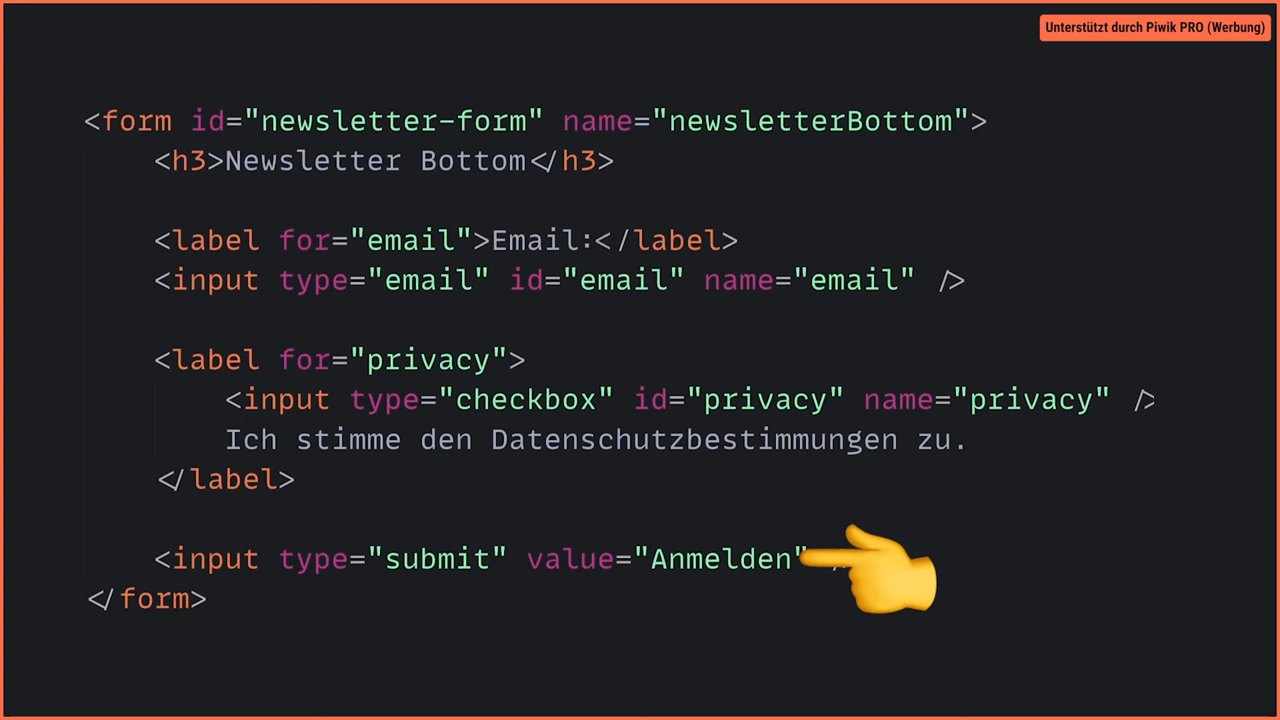 Unterstützt durch Piwik PRO (Werbung)
<form id="newsletter-form" name="newsletterBottom">
<h3>Newsletter Bottom</h3>
<label for="email">Email:</label>
<input type="email" id="email" name="email" />
<label for="privacy">
<input type="checkbox" id="privacy" name="privacy" />
Ich stimme den Datenschutzbestimmungen zu.
</label>
<input type="submit" value="Anmelden"
</form>